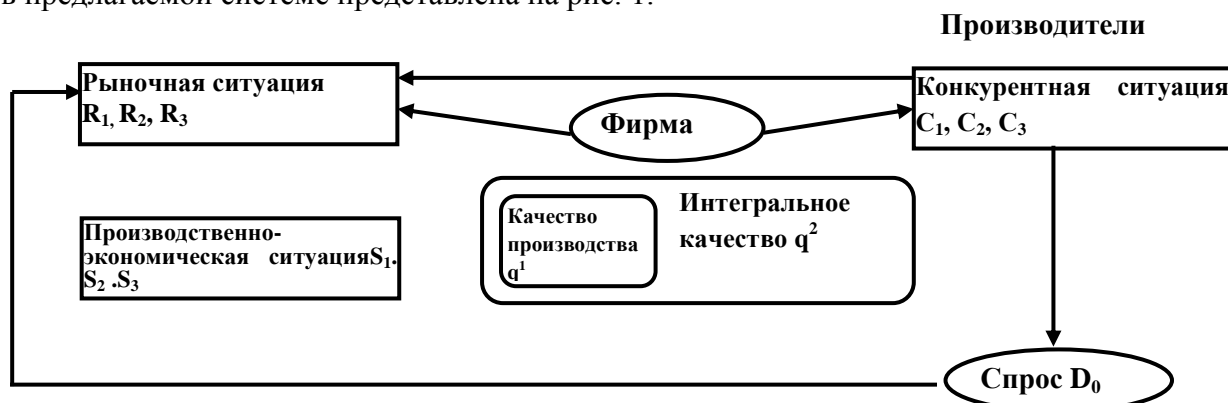 в предлагаемой системе представлена на рис. 1.
Производители
Рыночная ситуация
R₁, R₂, R₃
Фирма
Конкурентная ситуация
C₁, C₂, C₃
Производственно-
экономическая ситуацияS₁.
S₂ .S₃
Качество
производства
q¹
Интегральное
качество q²
Спрос D₀